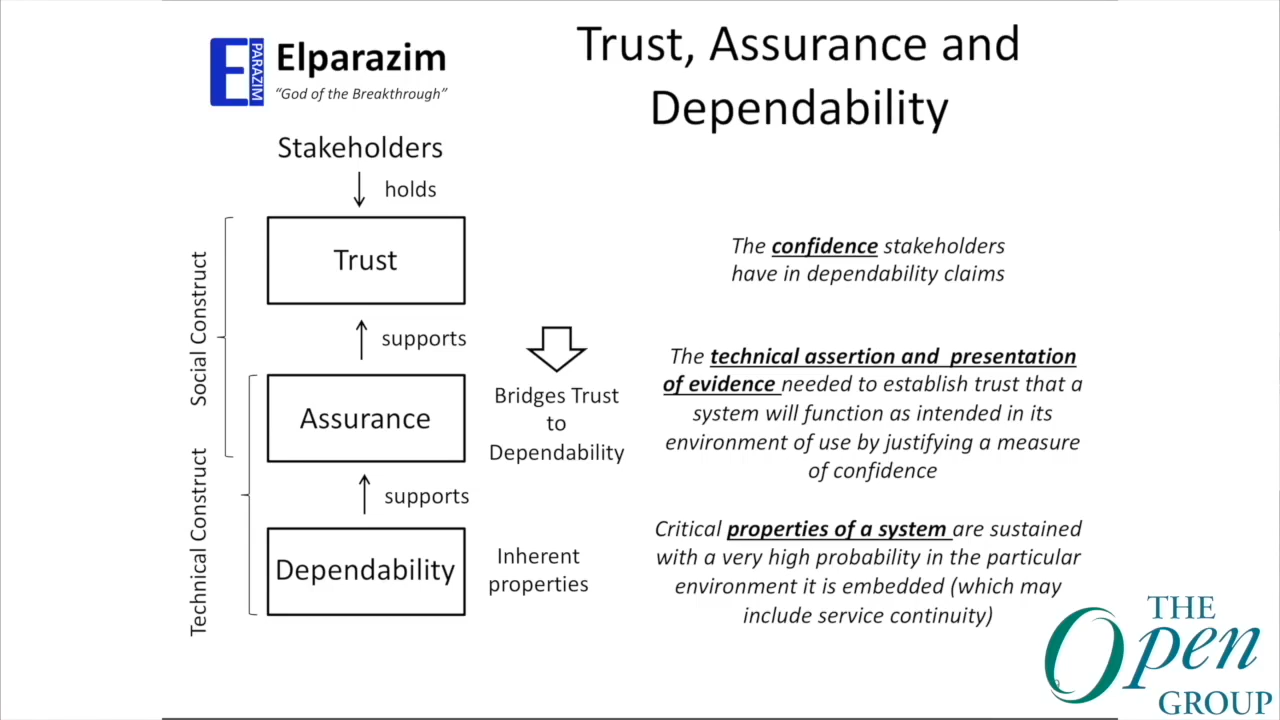 E
PARAZIM
Elparazim
“God of the Breakthrough”
Trust, Assurance and
Dependability
Stakeholders
holds
Social Construct
Trust
The confidence stakeholders
have in dependability claims
supports
Assurance
Bridges Trust
to
Dependability
The technical assertion and presentation
of evidence needed to establish trust that a
system will function as intended in its
environment of use by justifying a measure
of confidence
supports
Technical Construct
Dependability
Inherent
properties
Critical properties of a system are sustained
with a very high probability in the particular
environment it is embedded (which may
include service continuity)
THE
Open
GROUP
9